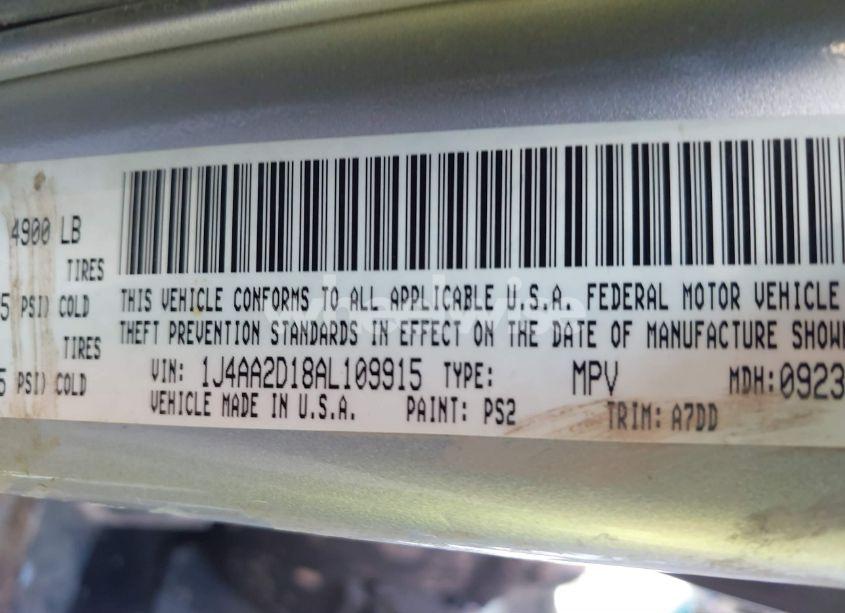 4900 LB
TIRES
5 PSI) COLD
TIRES
5 PSI) COLD
THIS VEHICLE CONFORMS TO ALL APPLICABLE U.S.A. FEDERAL MOTOR VEHICLE
THEFT PREVENTION STANDARDS IN EFFECT ON THE DATE OF MANUFACTURE SHOWN
VIN: 1J4AA2D18AL109915 TYPE: MPV MDH:0923
VEHICLE MADE IN U.S.A. PAINT: PS2 TRIM: A7DD
wheelwise